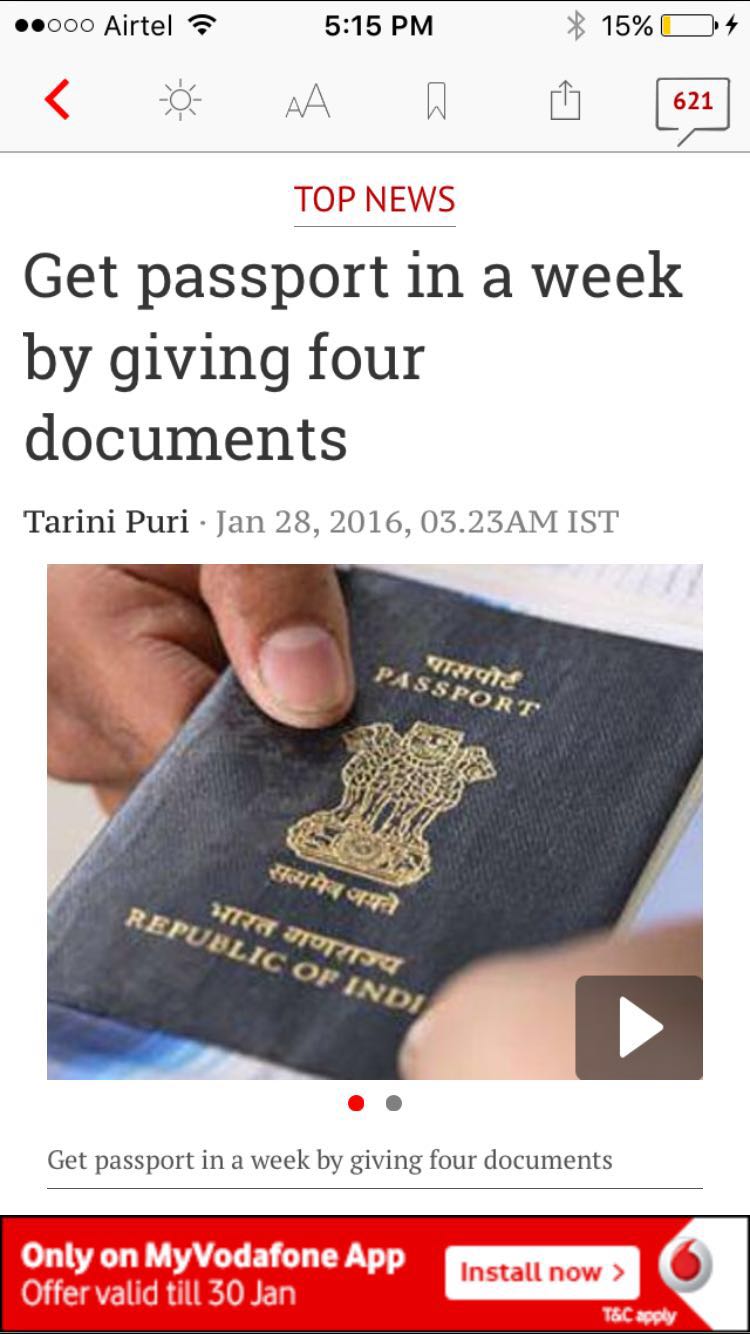 Airtel 5:15 PM 15%
AA 621
TOP NEWS
Get passport in a week
by giving four
documents
Tarini Puri · Jan 28, 2016, 03.23AM IST
पासपोर्ट
PASSPORT
सत्यमेव जयते
भारत गणराज्य
REPUBLIC OF INDI
Get passport in a week by giving four documents
Only on MyVodafone App
Offer valid till 30 Jan
Install now >
T&C apply